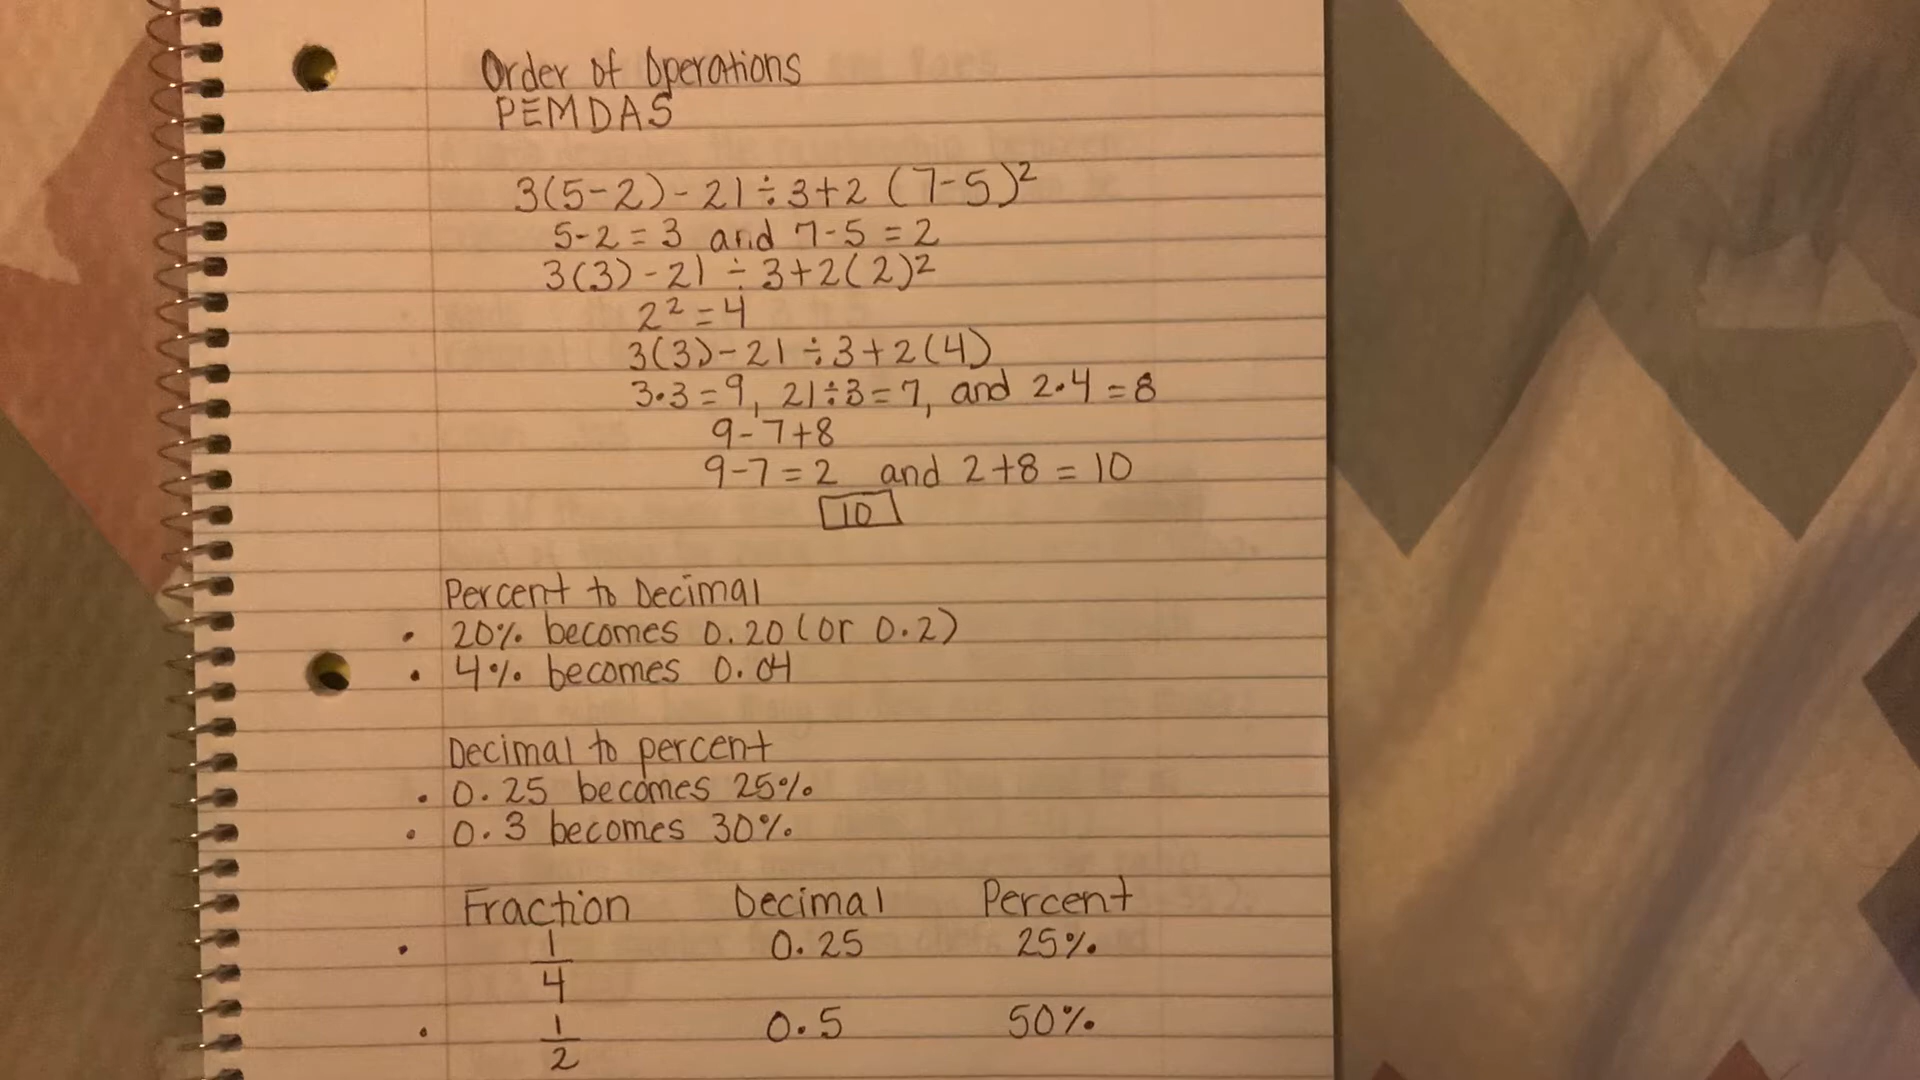 Order of Operations
PEMDAS
3(5-2)-21÷3+2(7-5)²
5-2=3 and 7-5=2
3(3)-21÷3+2(2)²
2²=4
3(3)-21÷3+2(4)
3·3=9, 21÷3=7, and 2·4=8
9-7+8
9-7=2 and 2+8=10
10
Percent to Decimal
• 20% becomes 0.20 (or 0.2)
• 4% becomes 0.04
Decimal to percent
• 0.25 becomes 25%
• 0.3 becomes 30%
Fraction Decimal Percent
• 1/4 0.25 25%
• 1/2 0.5 50%